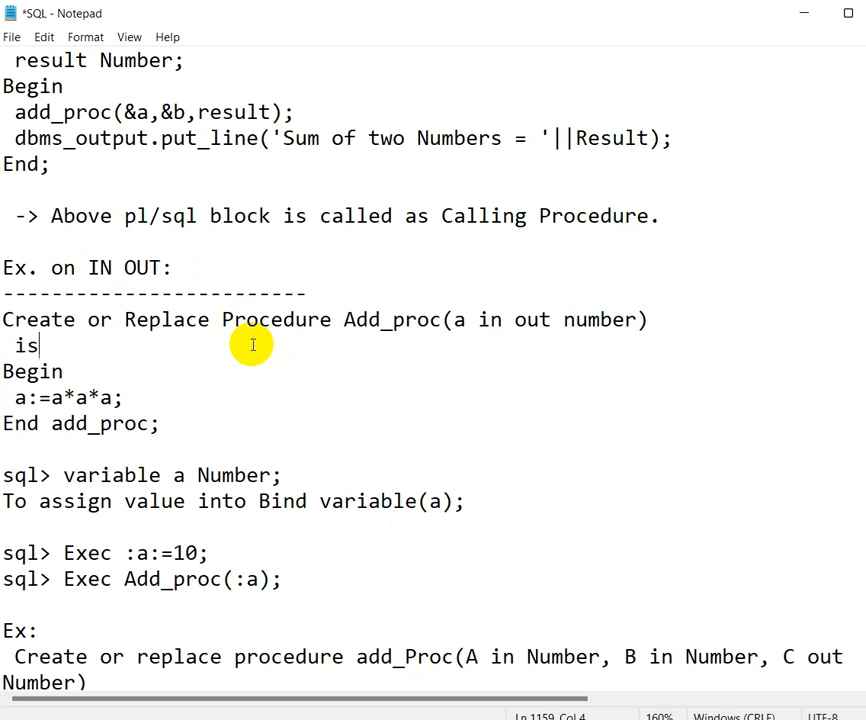 *SQL - Notepad
File Edit Format View Help
result Number;
Begin
add_proc(&a,&b,result);
dbms_output.put_line('Sum of two Numbers = '||Result);
End;
-> Above pl/sql block is called as Calling Procedure.
Ex. on IN OUT:
-------------------------
Create or Replace Procedure Add_proc(a in out number)
is
Begin
a:=a*a*a;
End add_proc;
sql> variable a Number;
To assign value into Bind variable(a);
sql> Exec :a:=10;
sql> Exec Add_proc(:a);
Ex:
Create or replace procedure add_Proc(A in Number, B in Number, C out
Number)
Ln 1159, Col 4 160% Windows (CRLF) UTF-8